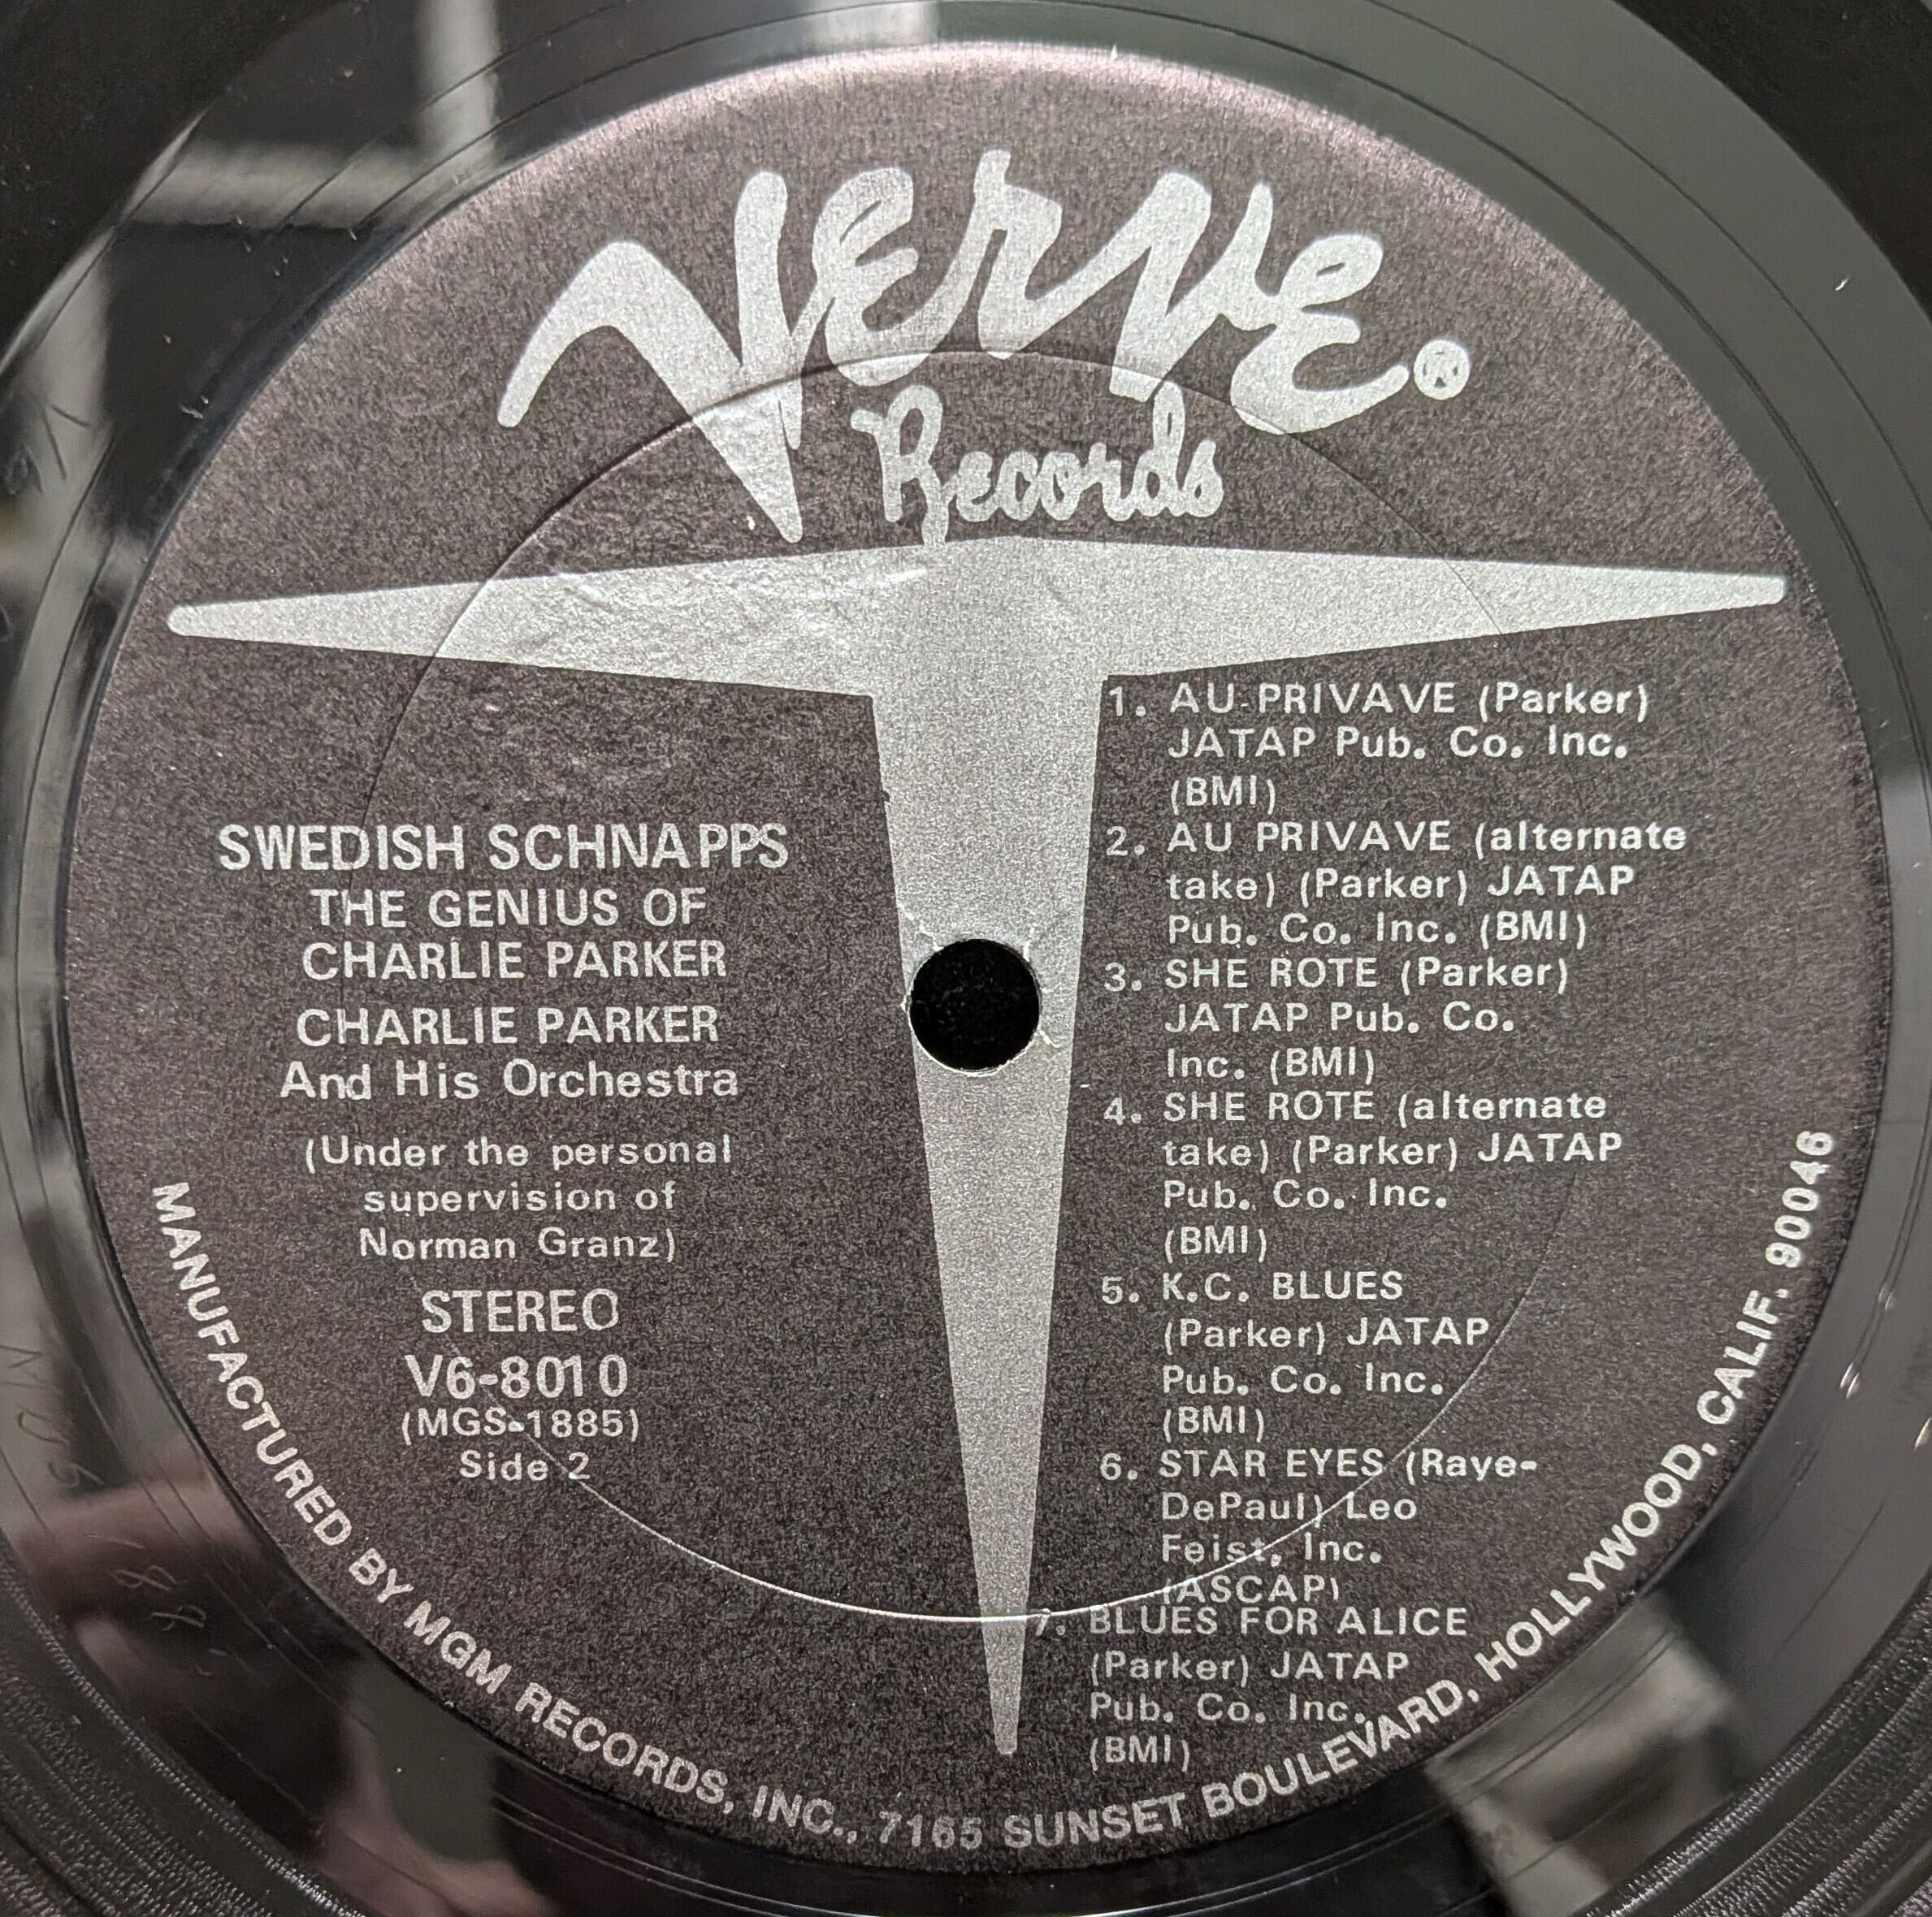 Verve®
Records
SWEDISH SCHNAPPS
THE GENIUS OF
CHARLIE PARKER
CHARLIE PARKER
And His Orchestra
(Under the personal
supervision of
Norman Granz)
STEREO
V6-8010
(MGS-1885)
Side 2
1. AU PRIVAVE (Parker)
JATAP Pub. Co. Inc.
(BMI)
2. AU PRIVAVE (alternate
take) (Parker) JATAP
Pub. Co. Inc. (BMI)
3. SHE ROTE (Parker)
JATAP Pub. Co.
Inc. (BMI)
4. SHE ROTE (alternate
take) (Parker) JATAP
Pub. Co. Inc.
(BMI)
5. K.C. BLUES
(Parker) JATAP
Pub. Co. Inc.
(BMI)
6. STAR EYES (Raye-
DePaul) Leo
Feist, Inc.
(ASCAP)
7. BLUES FOR ALICE
(Parker) JATAP
Pub. Co. Inc.
(BMI)
MANUFACTURED BY MGM RECORDS, INC., 7165 SUNSET BOULEVARD, HOLLYWOOD, CALIF. 90046